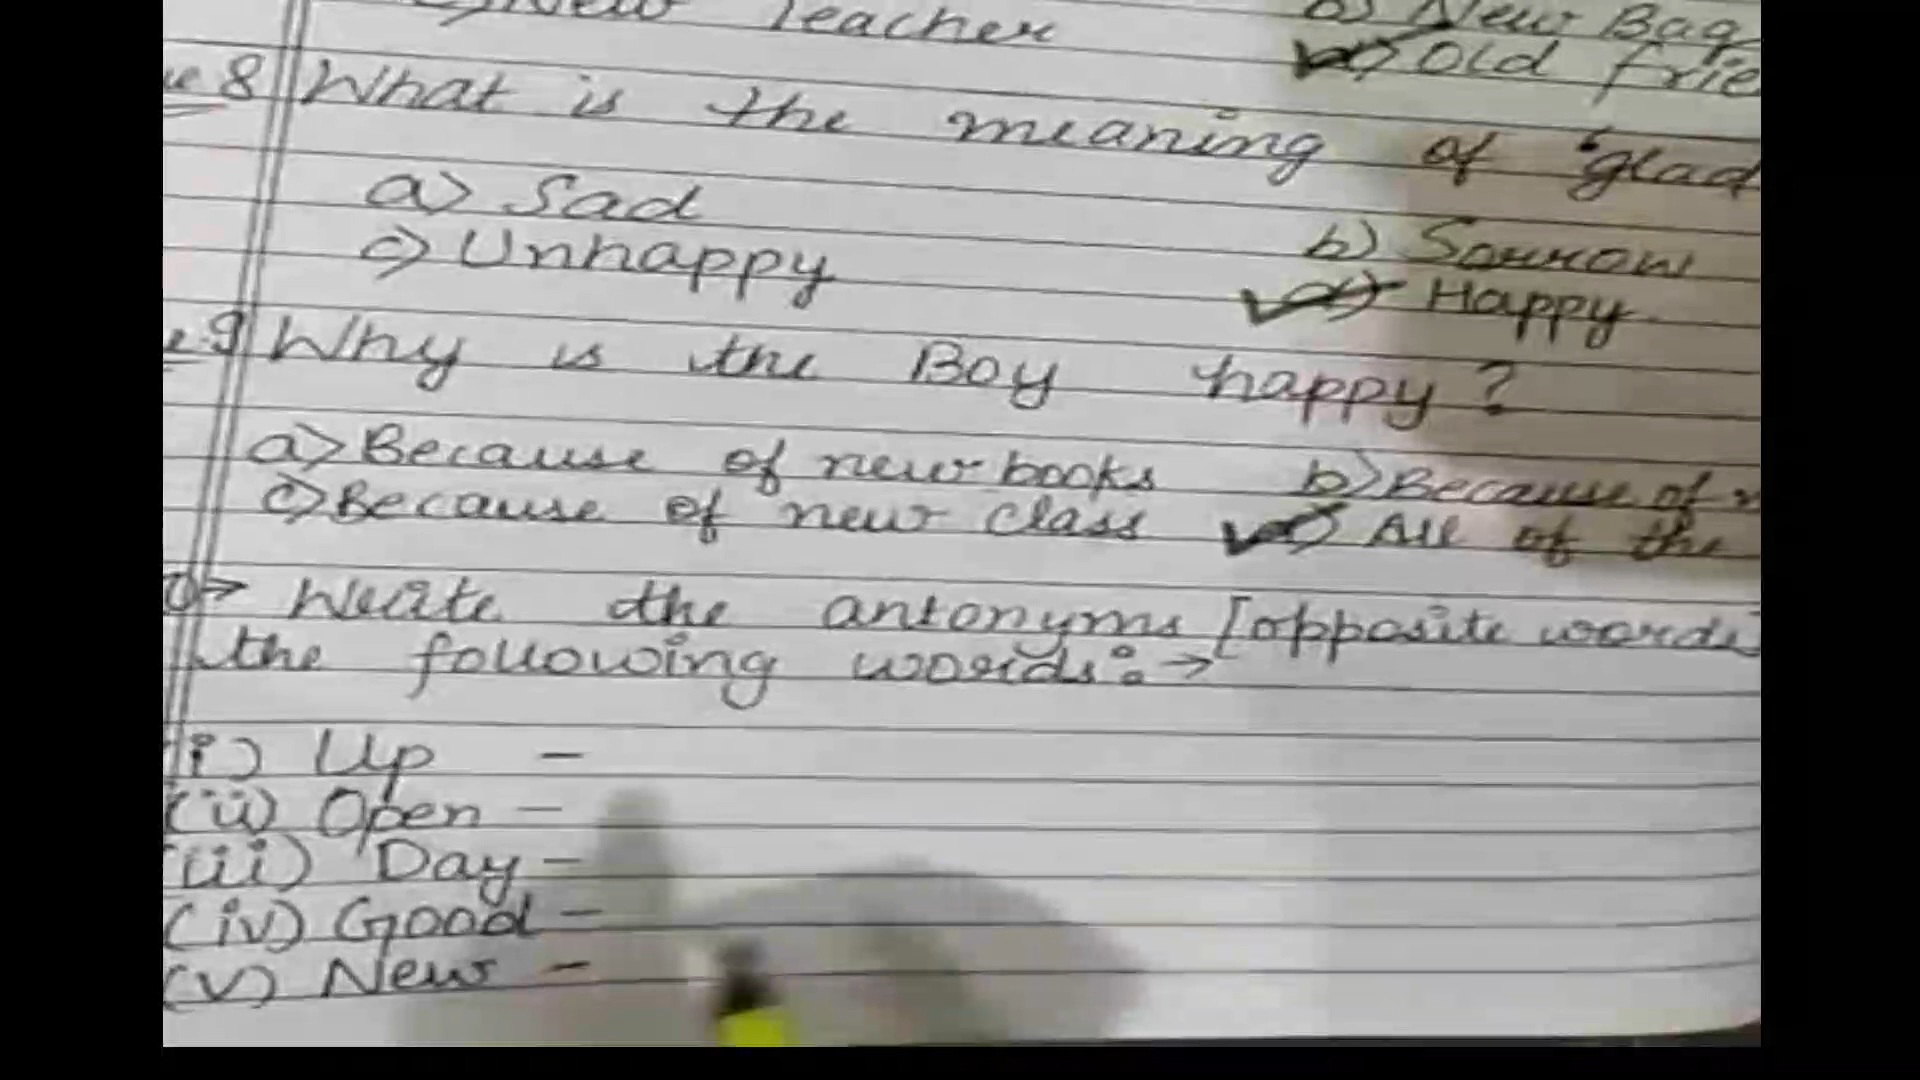 New Teacher
b) New Bag
Old frie
ue 8 What is the meaning of 'glad
a) Sad
b) Sorrow
c) Unhappy
d) Happy
e.9 Why is the Boy happy?
a) Because of new books b) Because of n
c) Because of new class d) All of the
Write the antonyms [opposite words]
the following words:→
(i) Up -
(ii) Open -
(iii) Day -
(iv) Good -
(v) New -